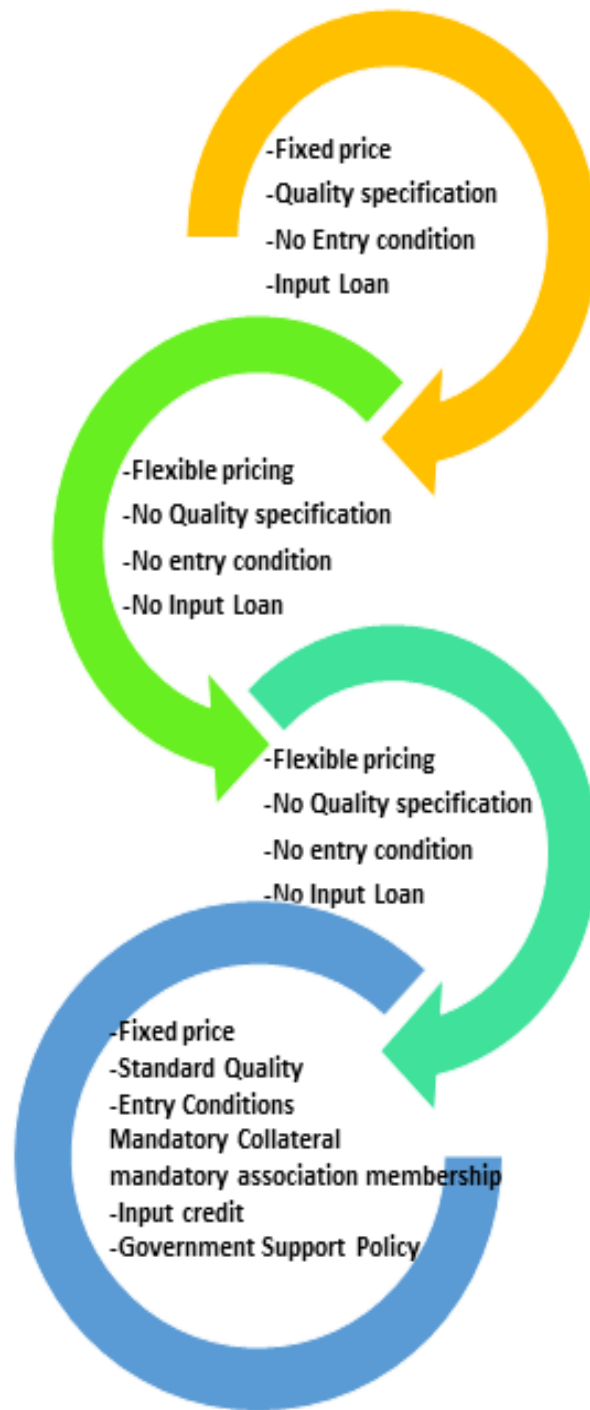 -Fixed price
-Quality specification
-No Entry condition
-Input Loan
-Flexible pricing
-No Quality specification
-No entry condition
-No Input Loan
-Flexible pricing
-No Quality specification
-No entry condition
-No Input Loan
-Fixed price
-Standard Quality
-Entry Conditions
Mandatory Collateral
mandatory association membership
-Input credit
-Government Support Policy